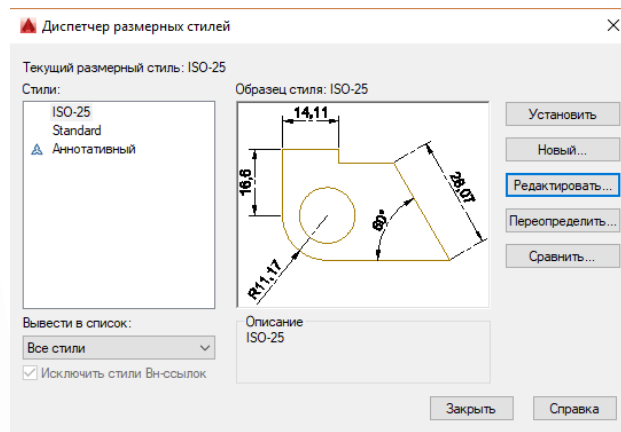 Диспетчер размерных стилей
Текущий размерный стиль: ISO-25
Стили:
ISO-25
Standard
Аннотативный
Образец стиля: ISO-25
14,11
16,6
28,07
60°
R11,17
Установить
Новый...
Редактировать...
Переопределить...
Сравнить...
Вывести в список:
Все стили
Исключить стили Вн-ссылок
Описание
ISO-25
Закрыть
Справка